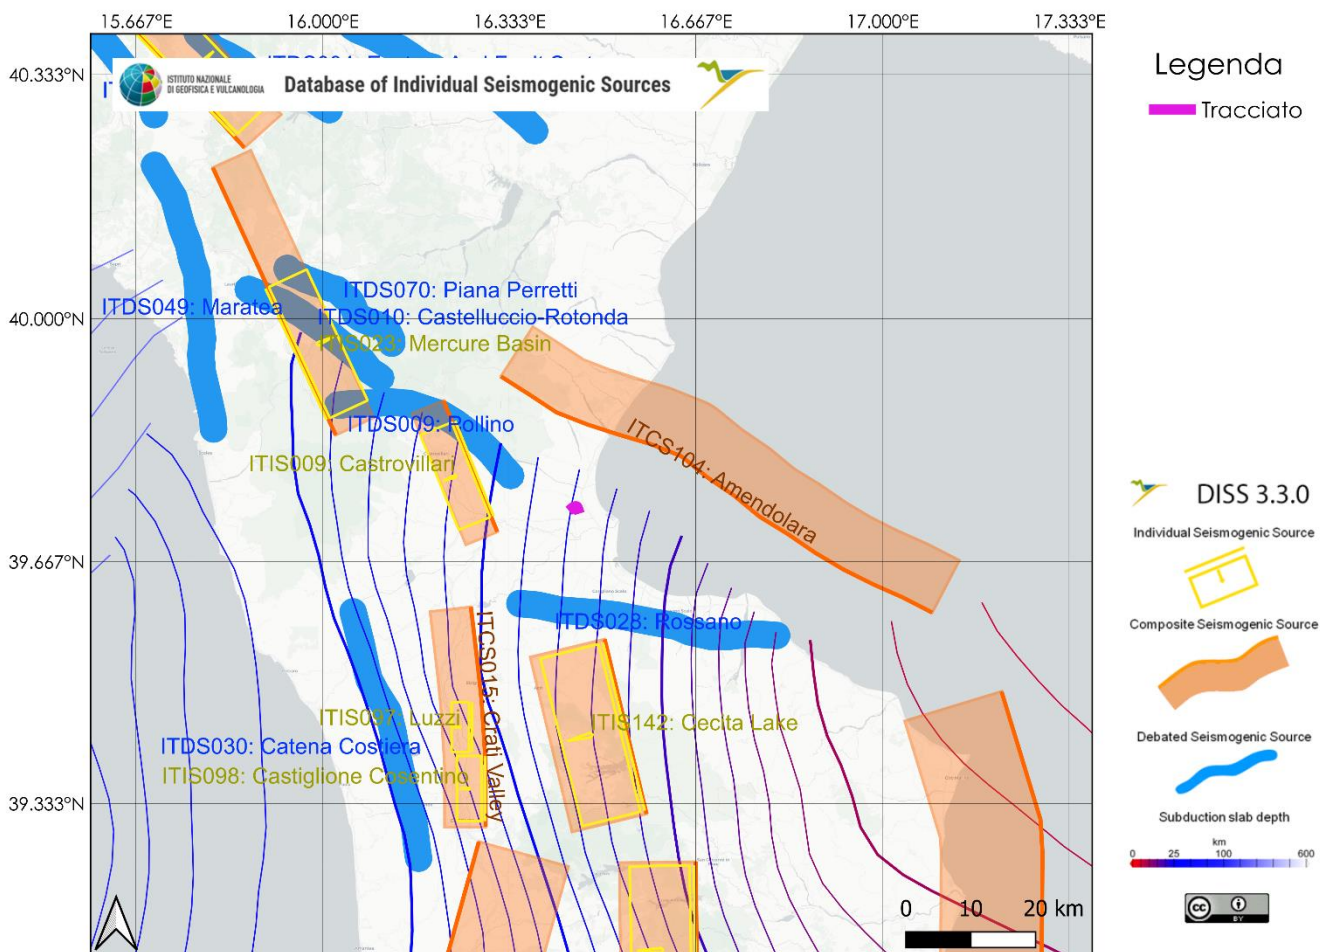 15.667°E 16.000°E 16.333°E 16.667°E 17.000°E 17.333°E
40.333°N
40.000°N
39.667°N
39.333°N
ISTITUTO NAZIONALE
DI GEOFISICA E VULCANOLOGIA
Database of Individual Seismogenic Sources
ITDS070: Piana Perretti
ITDS049: Maratea
ITDS010: Castelluccio-Rotonda
ITIS023: Mercure Basin
ITDS009: Pollino
ITIS009: Castrovillari
ITCS104: Amendolara
ITDS028: Rossano
ITCS015: Crati Valley
ITIS097: Luzzi
ITIS142: Cecita Lake
ITDS030: Catena Costiera
ITIS098: Castiglione Cosentino
0 10 20 km
Legenda
Tracciato
DISS 3.3.0
Individual Seismogenic Source
Composite Seismogenic Source
Debated Seismogenic Source
Subduction slab depth
km
0 25 100 600
cc BY